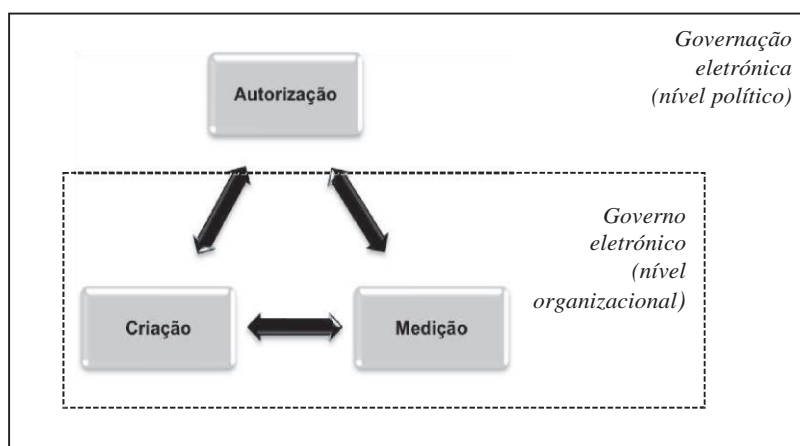 Governação
eletrónica
(nível político)
Autorização
Governo
eletrónico
(nível
organizacional)
Criação
Medição